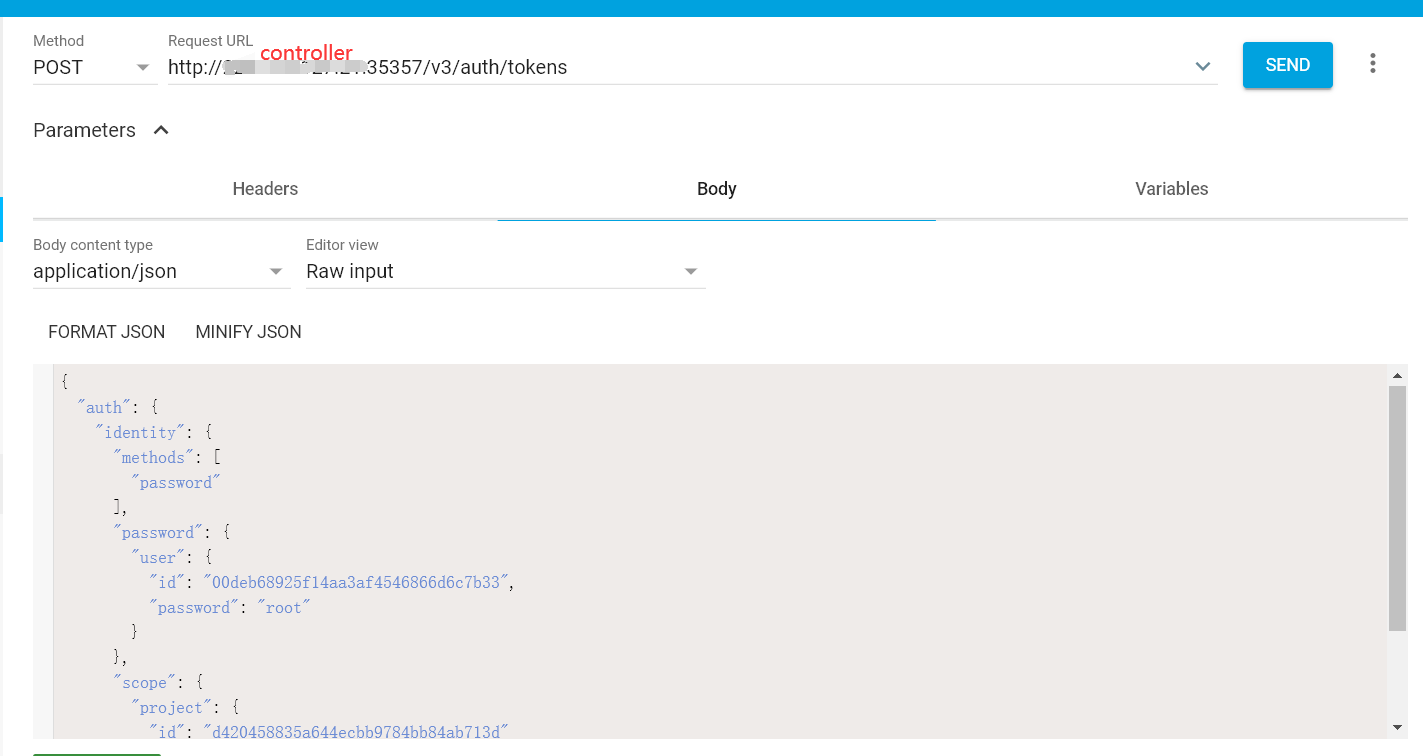 Method
Request URL
controller
POST
http:// 35357/v3/auth/tokens
SEND
Parameters
Headers
Body
Variables
Body content type
Editor view
application/json
Raw input
FORMAT JSON
MINIFY JSON
{
"auth": {
"identity": {
"methods": [
"password"
],
"password": {
"user": {
"id": "00deb68925f14aa3af4546866d6c7b33",
"password": "root"
}
},
"scope": {
"project": {
"id": "d420458835a644ecbb9784bb84ab713d"